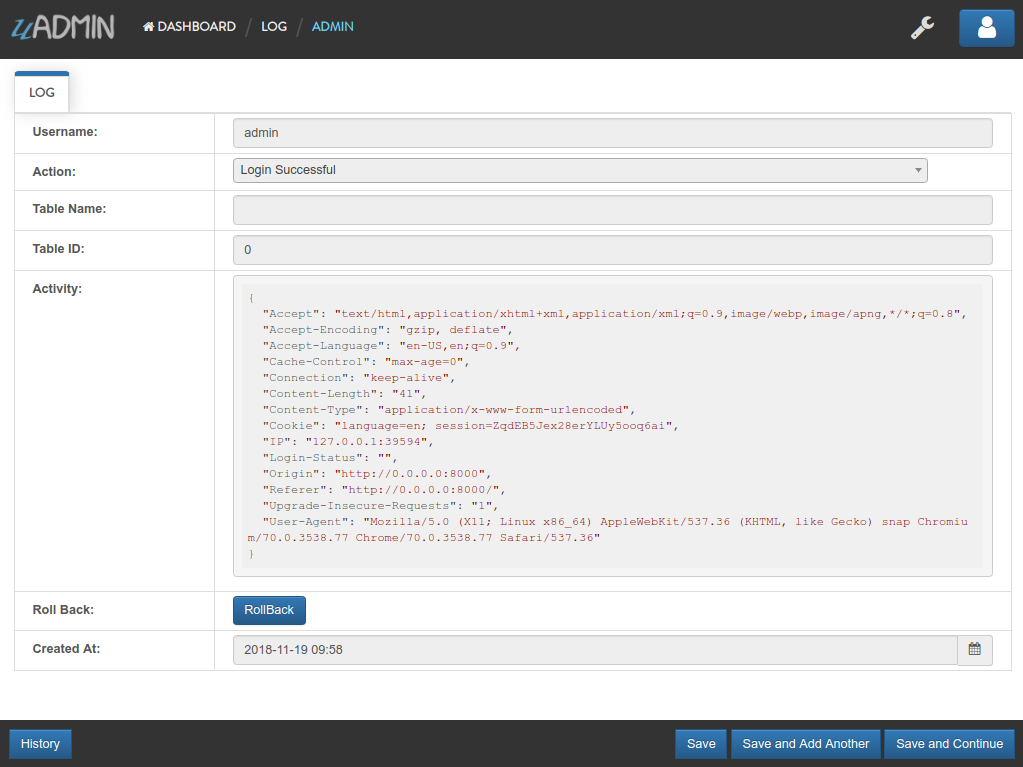 uADMIN DASHBOARD / LOG / ADMIN
LOG
Username: admin
Action: Login Successful
Table Name:
Table ID: 0
Activity:
{
"Accept": "text/html,application/xhtml+xml,application/xml;q=0.9,image/webp,image/apng,*/*;q=0.8",
"Accept-Encoding": "gzip, deflate",
"Accept-Language": "en-US,en;q=0.9",
"Cache-Control": "max-age=0",
"Connection": "keep-alive",
"Content-Length": "41",
"Content-Type": "application/x-www-form-urlencoded",
"Cookie": "language=en; session=ZqdEB5Jex28erYLUy5ooq6ai",
"IP": "127.0.0.1:39594",
"Login-Status": "",
"Origin": "http://0.0.0.0:8000",
"Referer": "http://0.0.0.0:8000/",
"Upgrade-Insecure-Requests": "1",
"User-Agent": "Mozilla/5.0 (X11; Linux x86_64) AppleWebKit/537.36 (KHTML, like Gecko) snap Chromiu
m/70.0.3538.77 Chrome/70.0.3538.77 Safari/537.36"
}
Roll Back: RollBack
Created At: 2018-11-19 09:58
History Save Save and Add Another Save and Continue